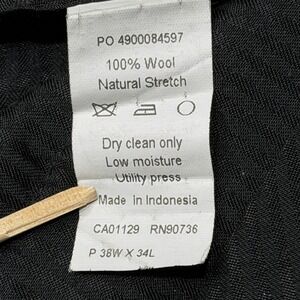 PO 4900084597
100% Wool
Natural Stretch
Dry clean only
Low moisture
Utility press
Made in Indonesia
CA01129 RN90736
P 38W X 34L